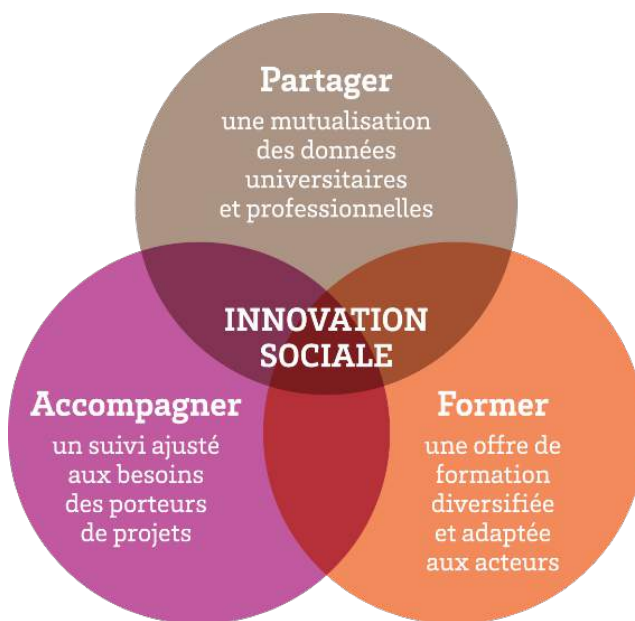 Partager
une mutualisation
des données
universitaires
et professionnelles
INNOVATION
SOCIALE
Accompagner
un suivi ajusté
aux besoins
des porteurs
de projets
Former
une offre de
formation
diversifiée
et adaptée
aux acteurs